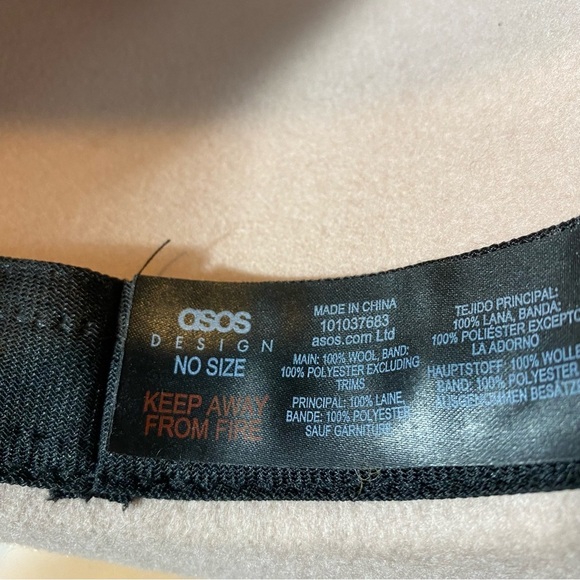 asos
DESIGN
NO SIZE
KEEP AWAY
FROM FIRE
MADE IN CHINA
101037683
asos.com Ltd
MAIN: 100% WOOL, BAND:
100% POLYESTER EXCLUDING
TRIMS
PRINCIPAL: 100% LAINE,
BANDE: 100% POLYESTER
SAUF GARNITURE
TEJIDO PRINCIPAL:
100% LANA, BANDA:
100% POLIÉSTER EXCEPTO
LA ADORNO
HAUPTSTOFF: 100% WOLLE
BAND: 100% POLYESTER
AUSGENOMMEN BESATZ